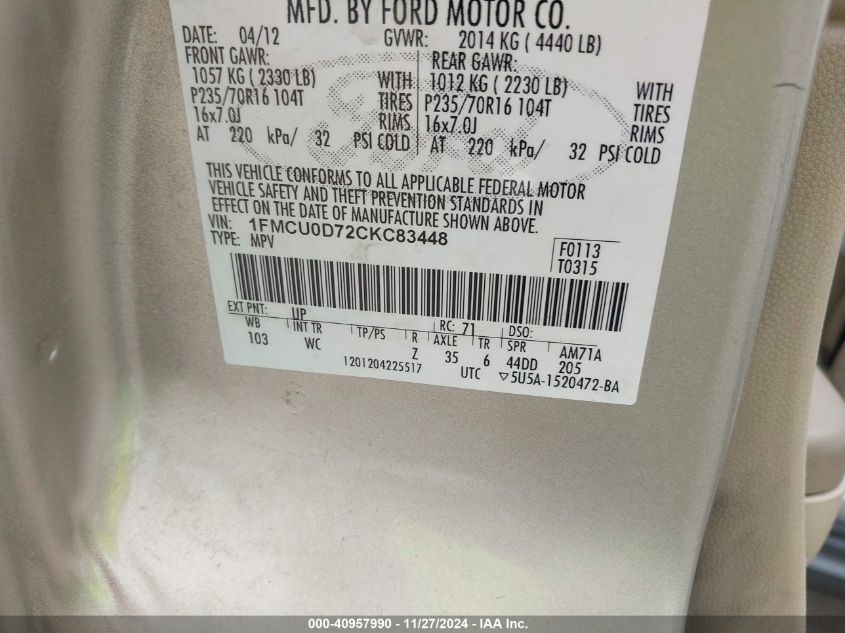 MFD. BY FORD MOTOR CO.
DATE: 04/12 GVWR: 2014 KG ( 4440 LB)
FRONT GAWR: REAR GAWR:
1057 KG ( 2330 LB) WITH 1012 KG ( 2230 LB) WITH
P235/70R16 104T TIRES P235/70R16 104T TIRES
16x7.0J RIMS 16x7.0J RIMS
AT 220 kPa/ 32 PSI COLD AT 220 kPa/ 32 PSI COLD
THIS VEHICLE CONFORMS TO ALL APPLICABLE FEDERAL MOTOR
VEHICLE SAFETY AND THEFT PREVENTION STANDARDS IN
EFFECT ON THE DATE OF MANUFACTURE SHOWN ABOVE.
VIN: 1FMCU0D72CKC83448
TYPE: MPV
F0113
T0315
EXT PNT: UP RC: 71 DSO:
WB INT TR TP/PS R AXLE TR SPR AM71A
103 WC Z 35 6 44DD 205
1201204225517 UTC ▽5U5A-1520472-BA
000-40957990 - 11/27/2024 - IAA Inc.